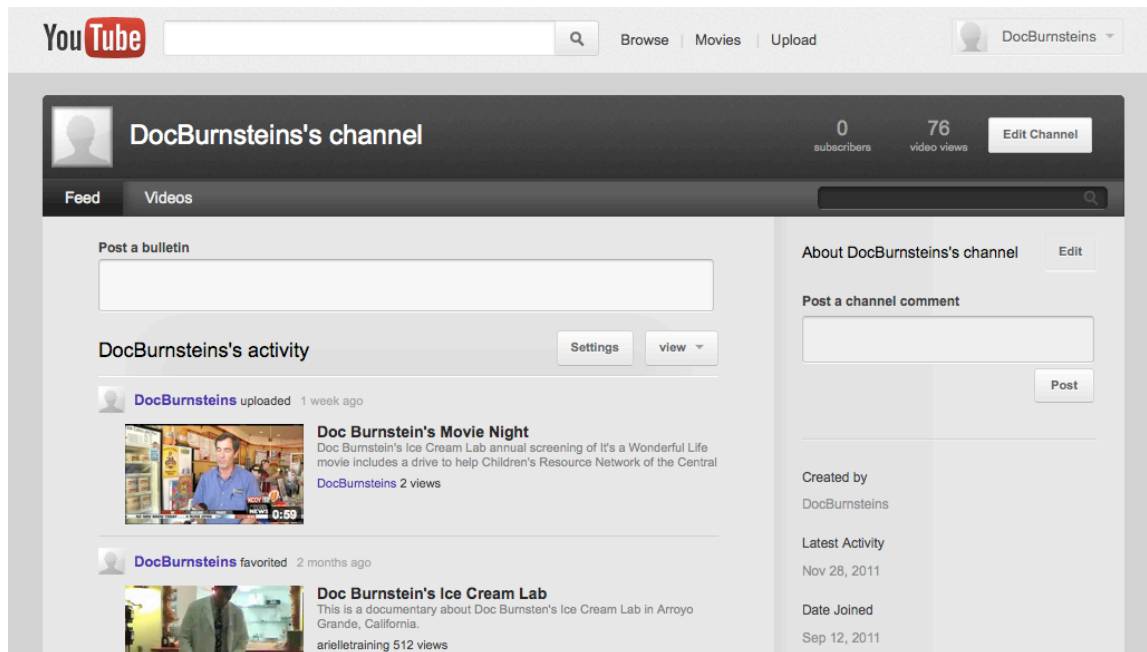 YouTube
Browse | Movies | Upload
DocBurnsteins
DocBurnsteins's channel
0
subscribers
76
video views
Edit Channel
Feed
Videos
Post a bulletin
DocBurnsteins's activity
Settings
view
DocBurnsteins uploaded 1 week ago
Doc Burnstein's Movie Night
Doc Burnstein's Ice Cream Lab annual screening of It's a Wonderful Life
movie includes a drive to help Children's Resource Network of the Central
DocBurnsteins 2 views
KCOY
NEWS
0:59
DocBurnsteins favorited 2 months ago
Doc Burnstein's Ice Cream Lab
This is a documentary about Doc Burnsten's Ice Cream Lab in Arroyo
Grande, California.
arielletraining 512 views
About DocBurnsteins's channel
Edit
Post a channel comment
Post
Created by
DocBurnsteins
Latest Activity
Nov 28, 2011
Date Joined
Sep 12, 2011